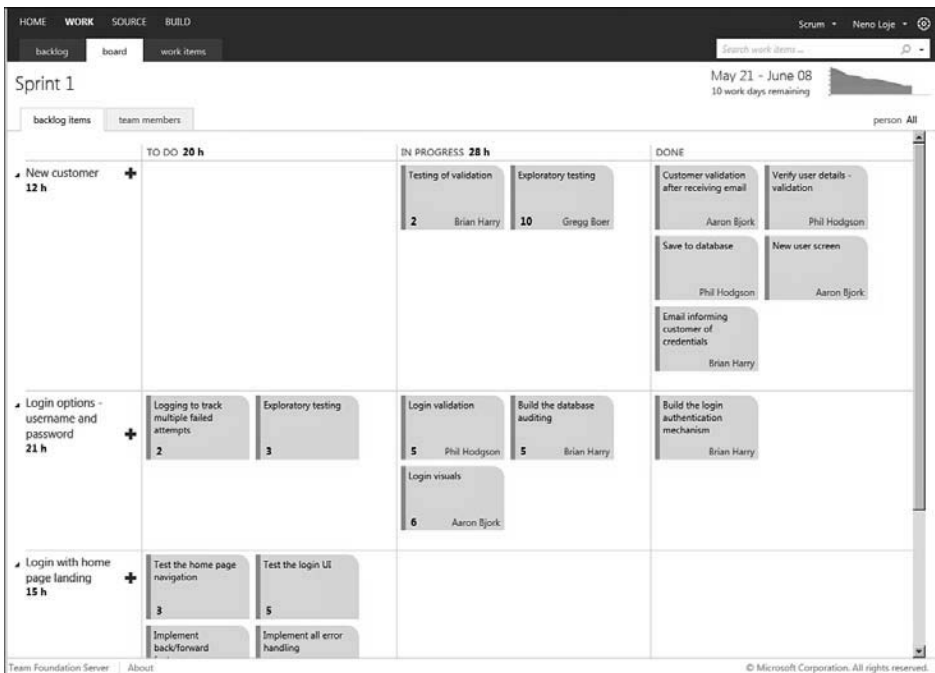 HOME WORK SOURCE BUILD
Scrum Neno Loje
backlog board work items
Search work items ...
Sprint 1
May 21 - June 08
10 work days remaining
backlog items team members
person All
TO DO 20 h
IN PROGRESS 28 h
DONE
New customer
12 h
Testing of validation
2 Brian Harry
Exploratory testing
10 Gregg Boer
Customer validation
after receiving email
Aaron Bjork
Verify user details -
validation
Phil Hodgson
Save to database
Phil Hodgson
New user screen
Aaron Bjork
Email informing
customer of
credentials
Brian Harry
Login options -
username and
password
21 h
Logging to track
multiple failed
attempts
2
Exploratory testing
3
Login validation
5 Phil Hodgson
Build the database
auditing
5 Brian Harry
Login visuals
6 Aaron Bjork
Build the login
authentication
mechanism
Brian Harry
Login with home
page landing
15 h
Test the home page
navigation
3
Test the login UI
5
Implement
back/forward
Implement all error
handling
Team Foundation Server About
© Microsoft Corporation. All rights reserved.